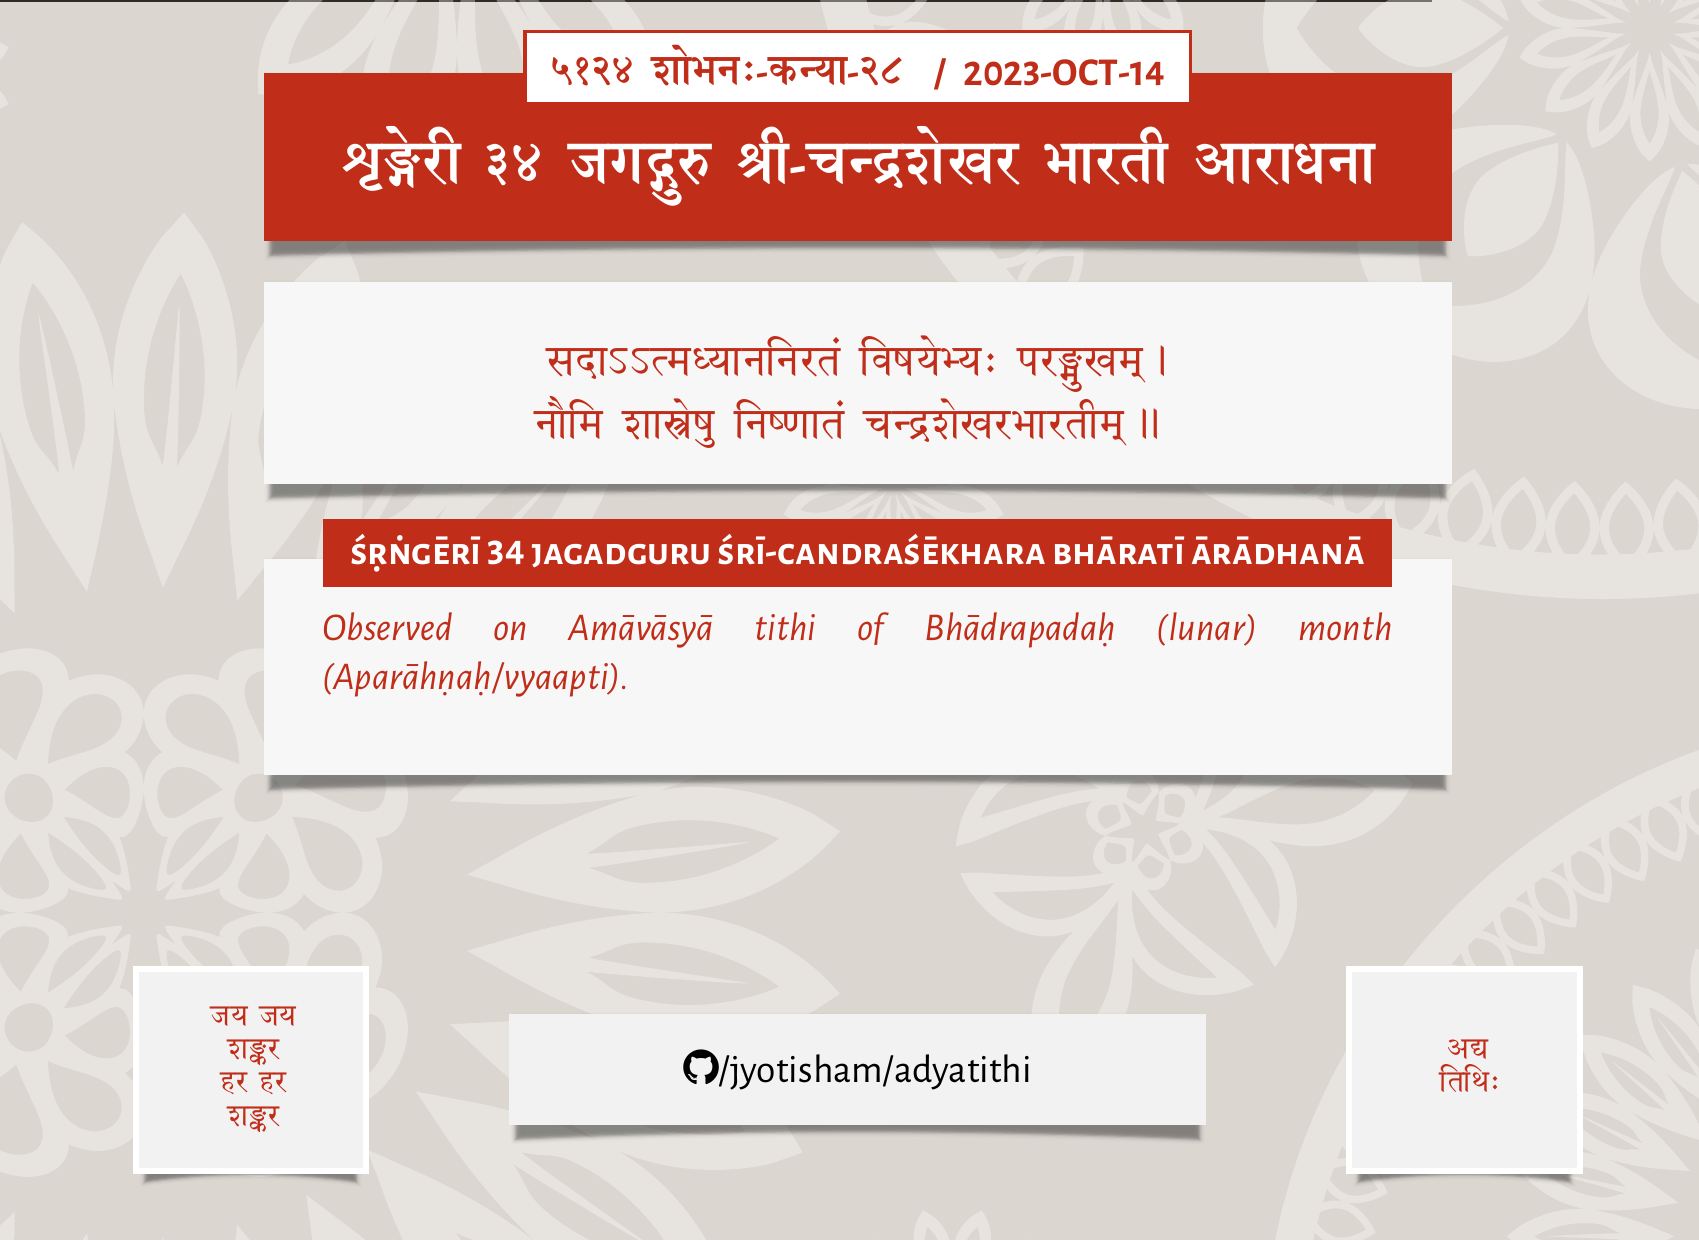 ५१२४ शोभनः-कन्या-२८ / 2023-OCT-14
शृङ्गेरी ३४ जगद्गुरु श्री-चन्द्रशेखर भारती आराधना
सदाऽऽत्मध्याननिरतं विषयेभ्यः परङ्मुखम्।
नौमि शास्त्रेषु निष्णातं चन्द्रशेखरभारतीम्॥
ŚṚṄGĒRĪ 34 JAGADGURU ŚRĪ-CANDRAŚĒKHARA BHĀRATĪ ĀRĀDHANĀ
Observed on Amāvāsyā tithi of Bhādrapadaḥ (lunar) month
(Aparāhṇaḥ/vyaapti).
जय जय
शङ्कर
हर हर
शङ्कर
/jyotisham/adyatithi
अद्य
तिथिः